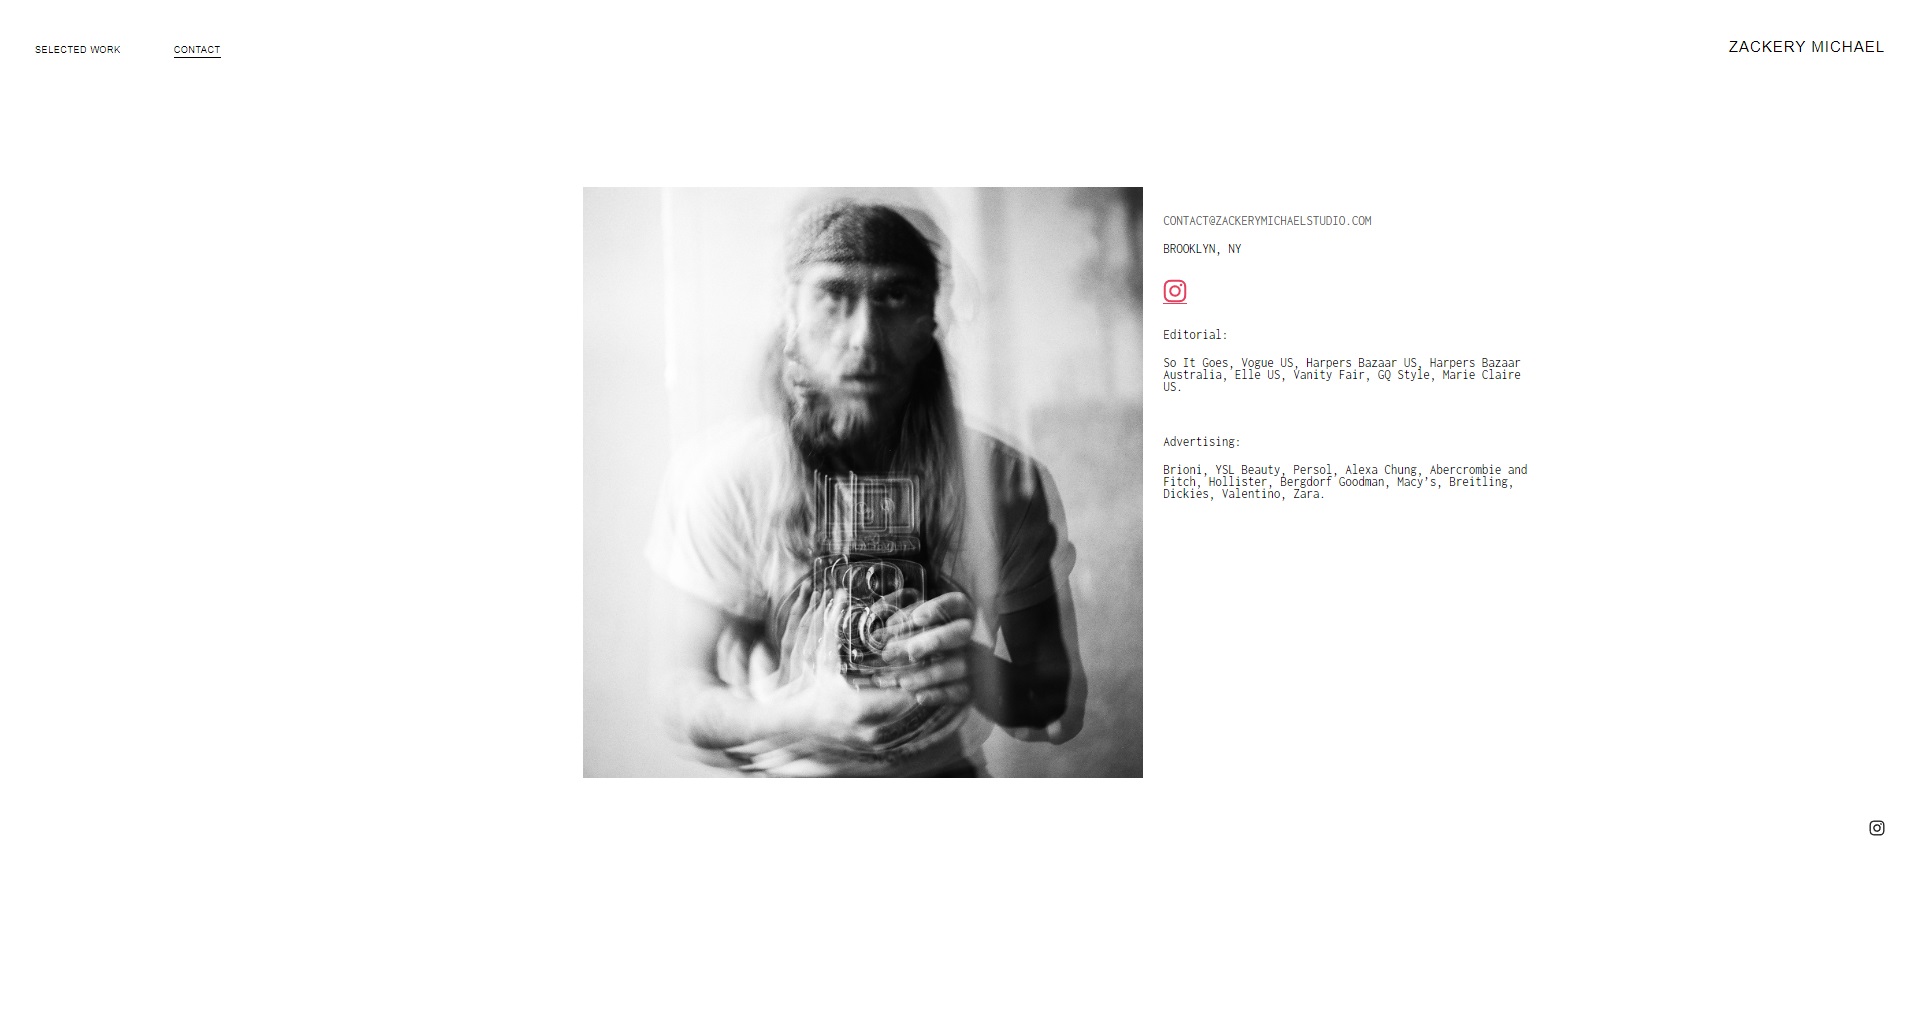 SELECTED WORK
CONTACT
ZACKERY MICHAEL
CONTACT@ZACKERYMICHAELSTUDIO.COM
BROOKLYN, NY
Editorial:
So It Goes, Vogue US, Harpers Bazaar US, Harpers Bazaar
Australia, Elle US, Vanity Fair, GQ Style, Marie Claire
US.
Advertising:
Brioni, YSL Beauty, Persol, Alexa Chung, Abercrombie and
Fitch, Hollister, Bergdorf Goodman, Macy’s, Breitling,
Dickies, Valentino, Zara.